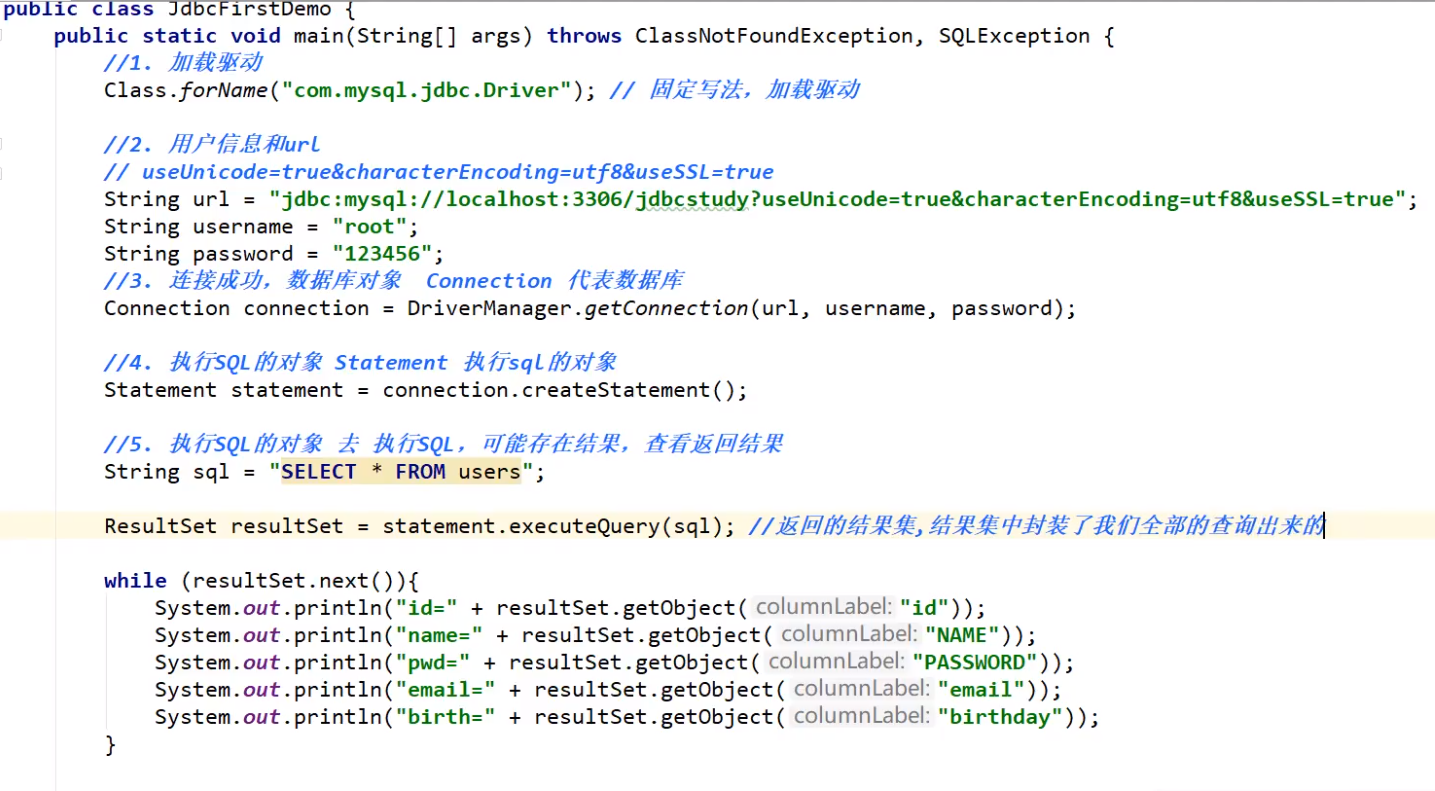 public class JdbcFirstDemo {
public static void main(String[] args) throws ClassNotFoundException, SQLException {
//1. 加载驱动
Class.forName("com.mysql.jdbc.Driver"); // 固定写法，加载驱动
//2. 用户信息和url
// useUnicode=true&characterEncoding=utf8&useSSL=true
String url = "jdbc:mysql://localhost:3306/jdbcstudy?useUnicode=true&characterEncoding=utf8&useSSL=true";
String username = "root";
String password = "123456";
//3. 连接成功，数据库对象  Connection 代表数据库
Connection connection = DriverManager.getConnection(url, username, password);
//4. 执行SQL的对象 Statement 执行sql的对象
Statement statement = connection.createStatement();
//5. 执行SQL的对象 去 执行SQL，可能存在结果，查看返回结果
String sql = "SELECT * FROM users";
ResultSet resultSet = statement.executeQuery(sql); //返回的结果集,结果集中封装了我们全部的查询出来的
while (resultSet.next()){
System.out.println("id=" + resultSet.getObject( columnLabel: "id"));
System.out.println("name=" + resultSet.getObject( columnLabel: "NAME"));
System.out.println("pwd=" + resultSet.getObject( columnLabel: "PASSWORD"));
System.out.println("email=" + resultSet.getObject( columnLabel: "email"));
System.out.println("birth=" + resultSet.getObject( columnLabel: "birthday"));
}